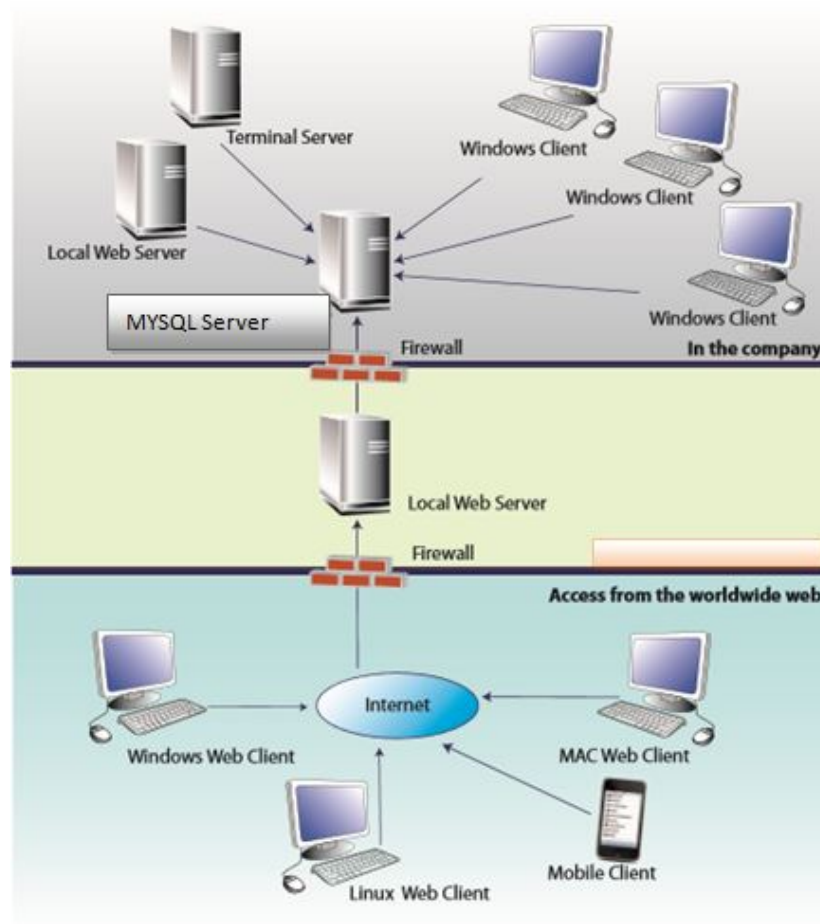 Terminal Server
Windows Client
Windows Client
Local Web Server
Windows Client
MYSQL Server
Firewall
In the company
Local Web Server
Firewall
Access from the worldwide web
Internet
Windows Web Client
MAC Web Client
Linux Web Client
Mobile Client